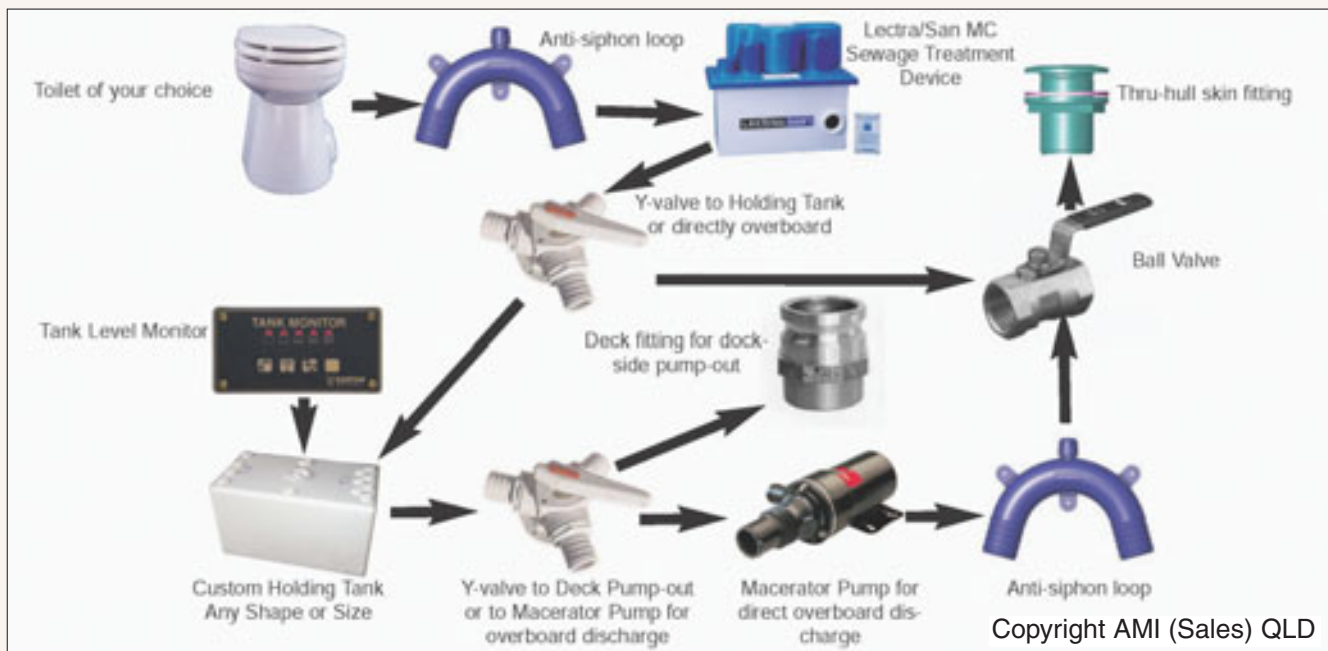 Toilet of your choice
Anti-siphon loop
Lectra/San MC
Sewage Treatment
Device
Thru-hull skin fitting
Y-valve to Holding Tank
or directly overboard
Ball Valve
Tank Level Monitor
TANK MONITOR
Deck fitting for dock-
side pump-out
Custom Holding Tank
Any Shape or Size
Y-valve to Deck Pump-out
or to Macerator Pump for
overboard discharge
Macerator Pump for
direct overboard dis-
charge
Anti-siphon loop
Copyright AMI (Sales) QLD